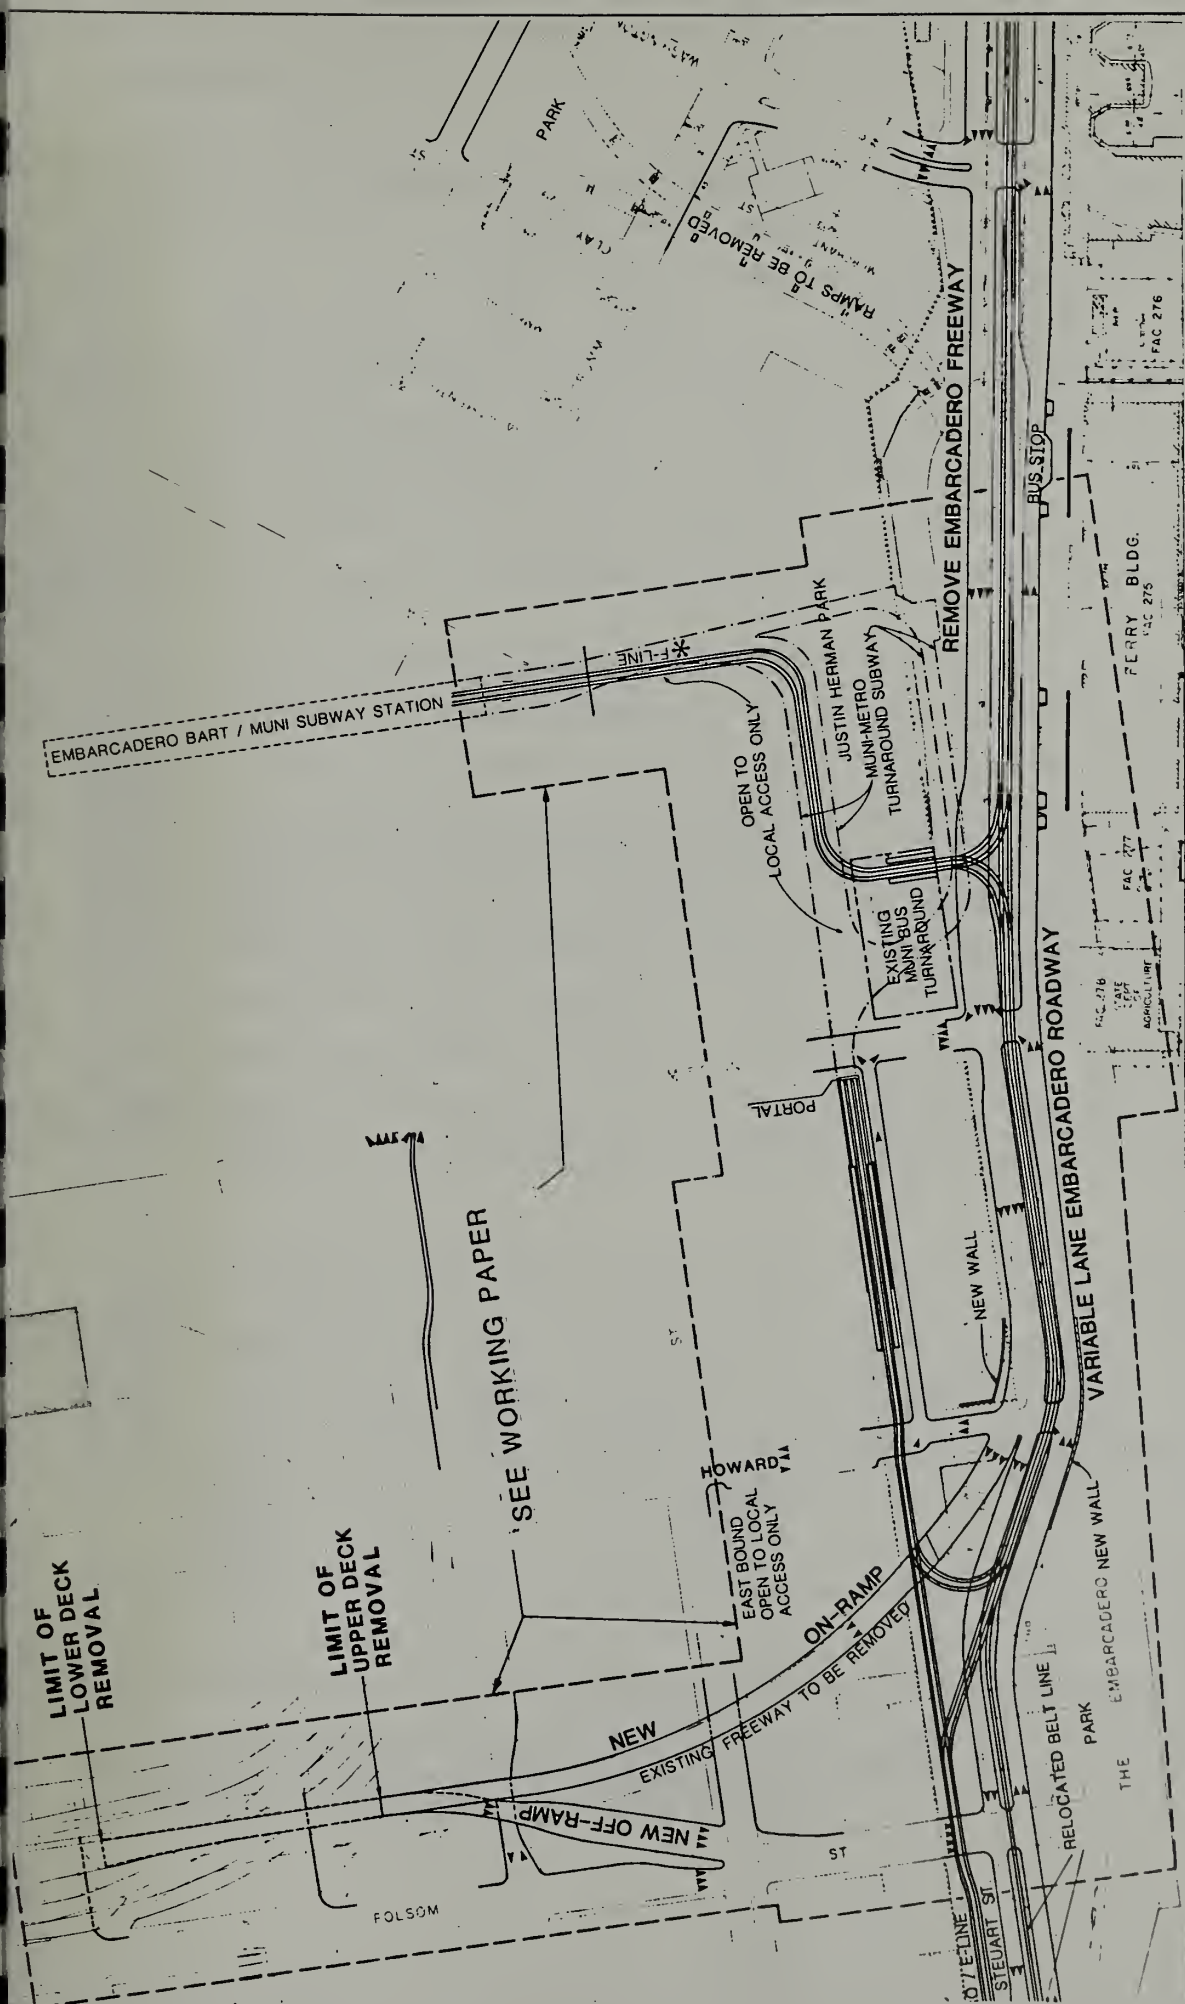 WASHINGTON
PARK
ST
CLAY
ST
RAMPS TO BE REMOVED
REMOVE EMBARCADERO FREEWAY
FAC 276
BUS STOP
FERRY BLDG.
FAC 275
EMBARCADERO BART / MUNI SUBWAY STATION
F-LINE
*
JUSTIN HERMAN PARK
MUNI-METRO
TURNAROUND SUBWAY
OPEN TO
LOCAL ACCESS ONLY
EXISTING
MUNI BUS
TURNAROUND
FAC 277
STATE
DEPT
OF
AGRICULTURE
PORTAL
VARIABLE LANE EMBARCADERO ROADWAY
NEW WALL
SEE WORKING PAPER
ST
HOWARD
EAST BOUND
OPEN TO LOCAL
ACCESS ONLY
LIMIT OF
LOWER DECK
REMOVAL
LIMIT OF
UPPER DECK
REMOVAL
NEW
ON-RAMP
EXISTING FREEWAY TO BE REMOVED
NEW OFF-RAMP
FOLSOM
ST
NEW WALL
THE
EMBARCADERO
RELOCATED BELT LINE
PARK
E-LINE
STEUART ST